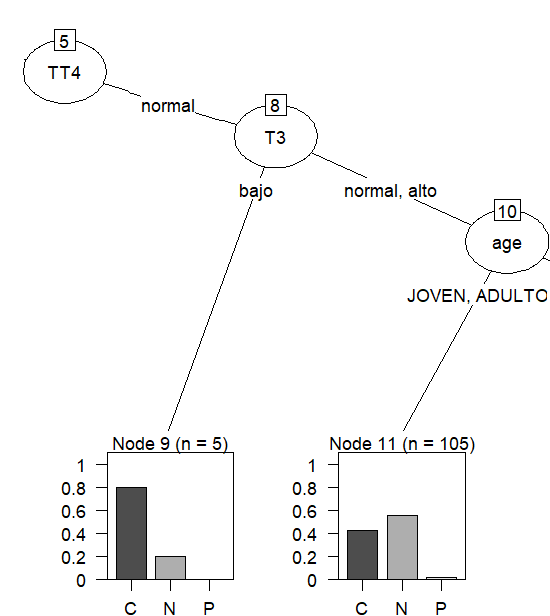 5
TT4
normal
8
T3
bajo
normal, alto
10
age
JOVEN, ADULTO
Node 9 (n = 5)
1
0.8
0.6
0.4
0.2
0
C N P
Node 11 (n = 105)
1
0.8
0.6
0.4
0.2
0
C N P